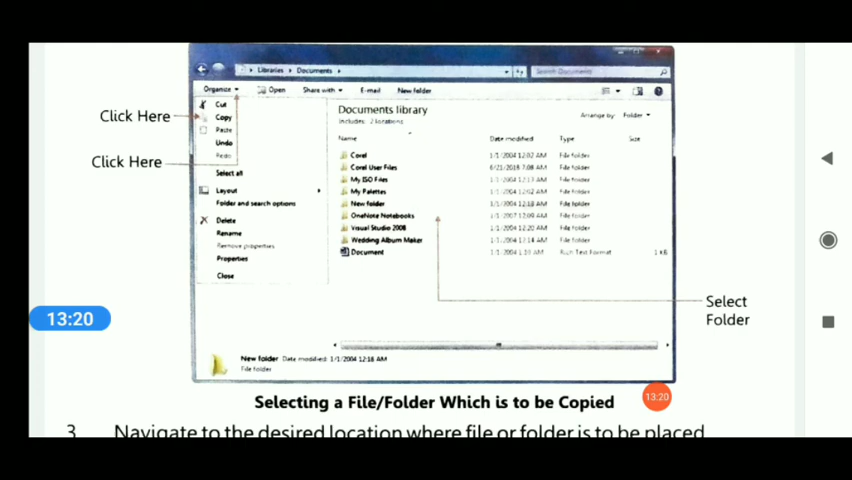 Libraries Documents
Search Documents
Organize Open Share with E-mail New folder
Cut
Copy
Paste
Undo
Redo
Select all
Layout
Folder and search options
Delete
Rename
Remove properties
Properties
Close
Click Here
Click Here
Documents library
Includes: 2 locations
Arrange by: Folder
Name Date modified Type Size
Corel 1/1/2004 12:02 AM File folder
Corel User Files 6/21/2018 7:08 AM File folder
My ISO Files 1/1/2004 12:13 AM File folder
My Palettes 1/1/2004 12:02 AM File folder
New folder 1/1/2004 12:18 AM File folder
OneNote Notebooks 1/1/2007 12:09 AM File folder
Visual Studio 2008 1/1/2004 12:20 AM File folder
Wedding Album Maker 1/1/2004 12:14 AM File folder
Document 1/1/2004 1:10 AM Rich Text Format 1 KB
Select
Folder
13:20
New folder Date modified: 1/1/2004 12:18 AM
File folder
Selecting a File/Folder Which is to be Copied
13:20
3 Navigate to the desired location where file or folder is to be placed